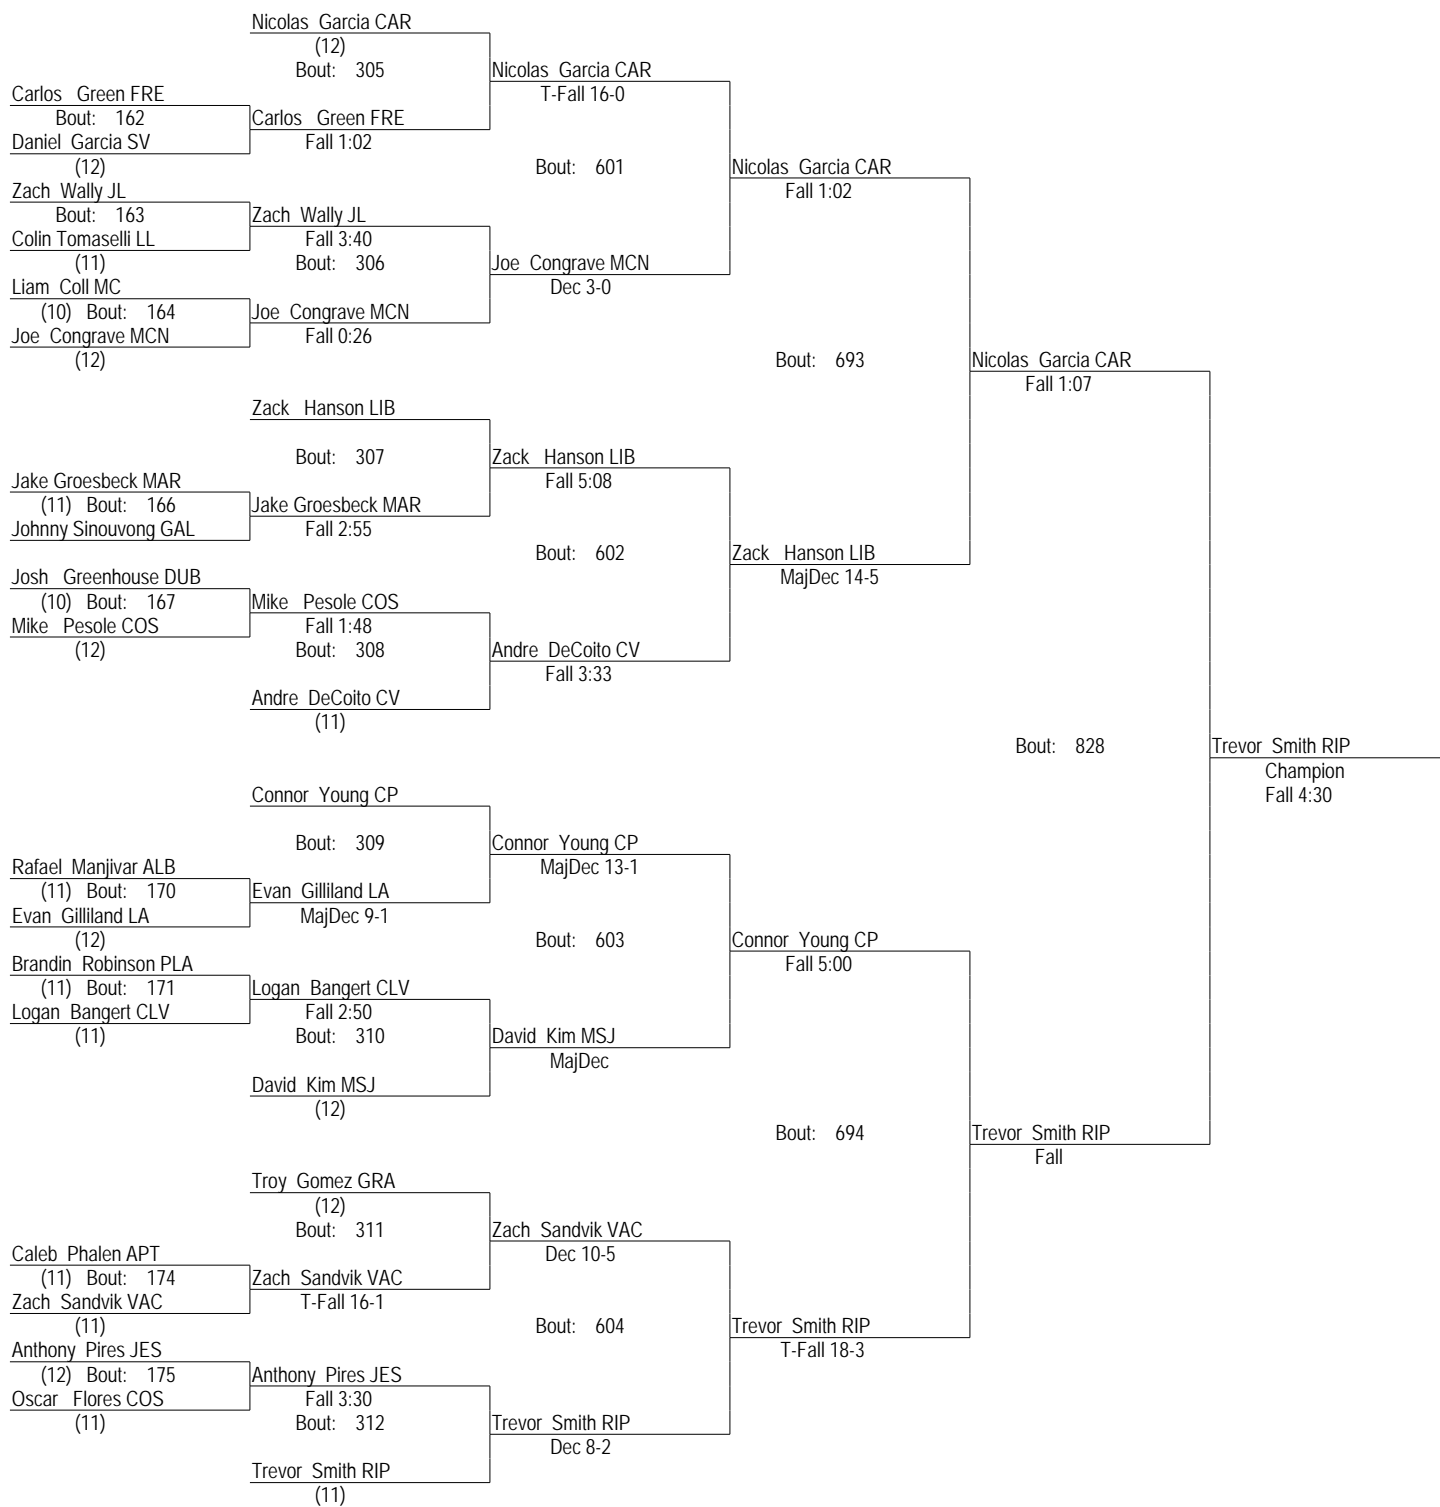 Nicolas Garcia CAR
(12)
Bout: 305
Nicolas Garcia CAR
T-Fall 16-0
Carlos Green FRE
Bout: 162
Carlos Green FRE
Daniel Garcia SV
Fall 1:02
(12)
Bout: 601
Nicolas Garcia CAR
Fall 1:02
Zach Wally JL
Bout: 163
Zach Wally JL
Colin Tomaselli LL
Fall 3:40
(11)
Bout: 306
Joe Congrave MCN
Dec 3-0
Liam Coll MC
(10) Bout: 164
Joe Congrave MCN
Joe Congrave MCN
Fall 0:26
(12)
Bout: 693
Nicolas Garcia CAR
Fall 1:07
Zack Hanson LIB
Bout: 307
Zack Hanson LIB
Fall 5:08
Jake Groesbeck MAR
(11) Bout: 166
Jake Groesbeck MAR
Johnny Sinouvong GAL
Fall 2:55
Bout: 602
Zack Hanson LIB
MajDec 14-5
Josh Greenhouse DUB
(10) Bout: 167
Mike Pesole COS
Mike Pesole COS
Fall 1:48
(12)
Bout: 308
Andre DeCoito CV
Fall 3:33
Andre DeCoito CV
(11)
Bout: 828
Trevor Smith RIP
Champion
Fall 4:30
Connor Young CP
Bout: 309
Connor Young CP
MajDec 13-1
Rafael Manjivar ALB
(11) Bout: 170
Evan Gilliland LA
Evan Gilliland LA
MajDec 9-1
(12)
Bout: 603
Connor Young CP
Fall 5:00
Brandin Robinson PLA
(11) Bout: 171
Logan Bangert CLV
Logan Bangert CLV
Fall 2:50
(11)
Bout: 310
David Kim MSJ
MajDec
David Kim MSJ
(12)
Bout: 694
Trevor Smith RIP
Fall
Troy Gomez GRA
(12)
Bout: 311
Zach Sandvik VAC
Dec 10-5
Caleb Phalen APT
(11) Bout: 174
Zach Sandvik VAC
Zach Sandvik VAC
T-Fall 16-1
(11)
Bout: 604
Trevor Smith RIP
T-Fall 18-3
Anthony Pires JES
(12) Bout: 175
Anthony Pires JES
Oscar Flores COS
Fall 3:30
(11)
Bout: 312
Trevor Smith RIP
Dec 8-2
Trevor Smith RIP
(11)